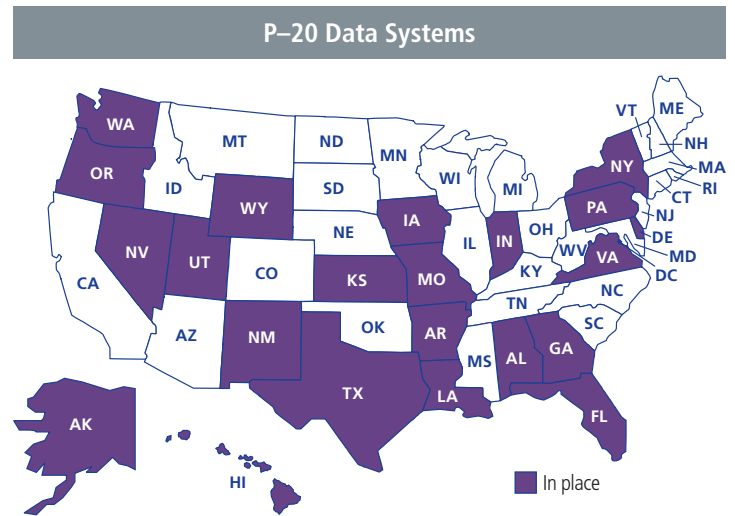 P–20 Data Systems
WA
MT
ND
MN
VT
ME
NH
OR
ID
SD
WI
MI
NY
MA
RI
CT
WY
IA
PA
NJ
NE
OH
DE
NV
UT
IL
IN
WV
VA
MD
DC
CA
CO
KS
MO
KY
NC
TN
AZ
NM
OK
AR
SC
MS
AL
GA
TX
LA
FL
AK
HI
In place